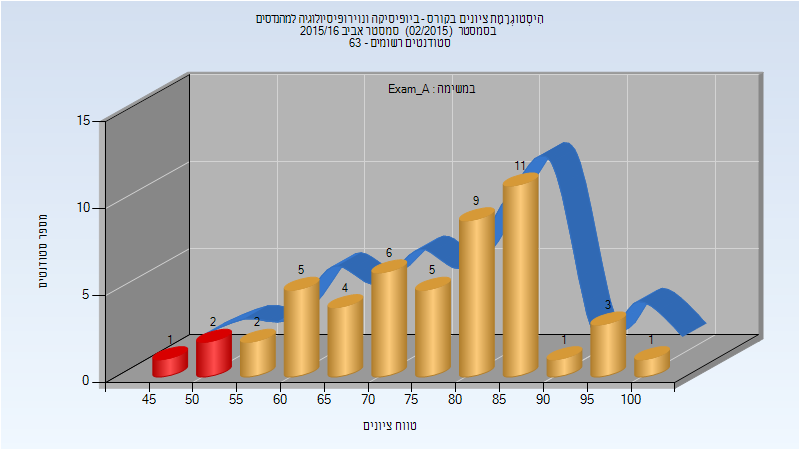 היסטוגרמת ציונים בקורס - ביופיסיקה ונוירופיסיולוגיה למהנדסים
בסמסטר (02/2015) סמסטר אביב 2015/16
סטודנטים רשומים - 63
במשימה : Exam_A
15
10
5
0
מספר סטודנטים
1
2
2
5
4
6
5
9
11
1
3
1
45 50 55 60 65 70 75 80 85 90 95 100
טווח ציונים